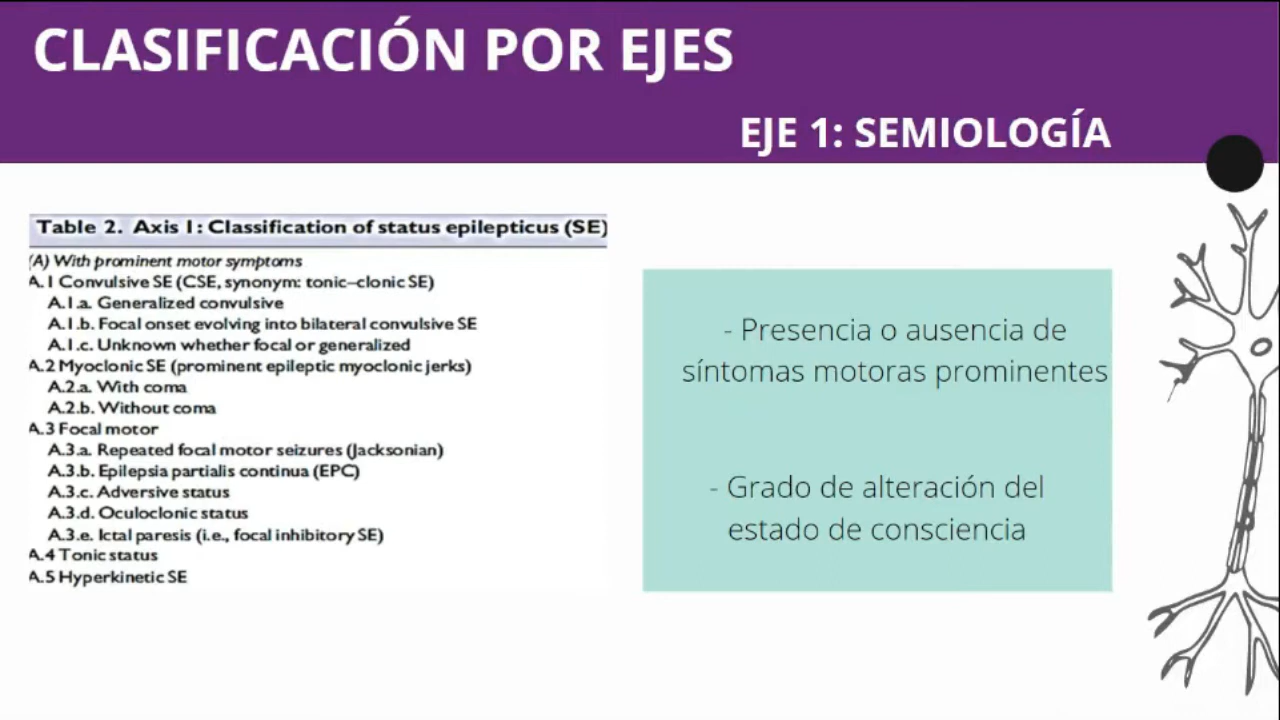 CLASIFICACIÓN POR EJES
EJE 1: SEMIOLOGÍA
Table 2. Axis 1: Classification of status epilepticus (SE)
(A) With prominent motor symptoms
A.1 Convulsive SE (CSE, synonym: tonic–clonic SE)
A.1.a. Generalized convulsive
A.1.b. Focal onset evolving into bilateral convulsive SE
A.1.c. Unknown whether focal or generalized
A.2 Myoclonic SE (prominent epileptic myoclonic jerks)
A.2.a. With coma
A.2.b. Without coma
A.3 Focal motor
A.3.a. Repeated focal motor seizures (Jacksonian)
A.3.b. Epilepsia partialis continua (EPC)
A.3.c. Adversive status
A.3.d. Oculoclonic status
A.3.e. Ictal paresis (i.e., focal inhibitory SE)
A.4 Tonic status
A.5 Hyperkinetic SE
- Presencia o ausencia de
síntomas motoras prominentes
- Grado de alteración del
estado de consciencia